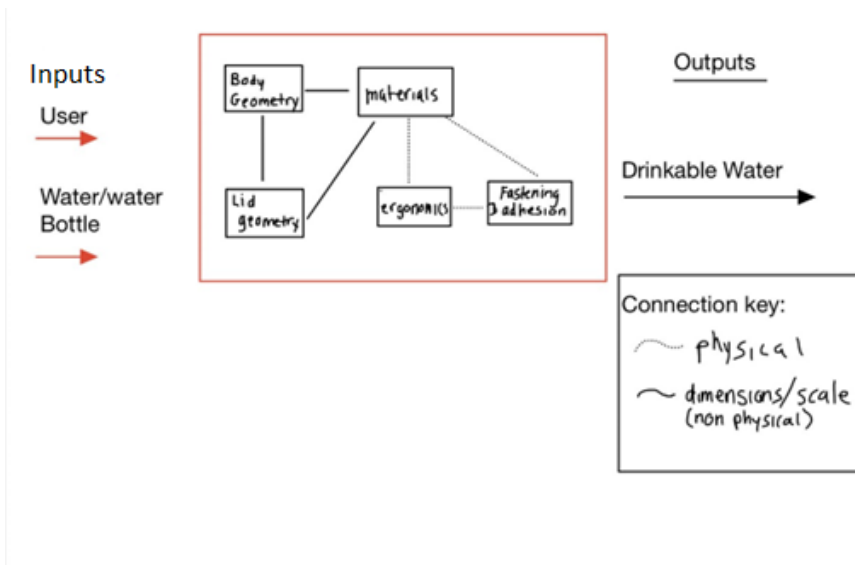 Inputs
User
Water/water
Bottle
Body
Geometry
materials
Lid
geometry
ergonomics
Fastening
adhesion
Outputs
Drinkable Water
Connection key:
physical
dimensions/scale
(non physical)